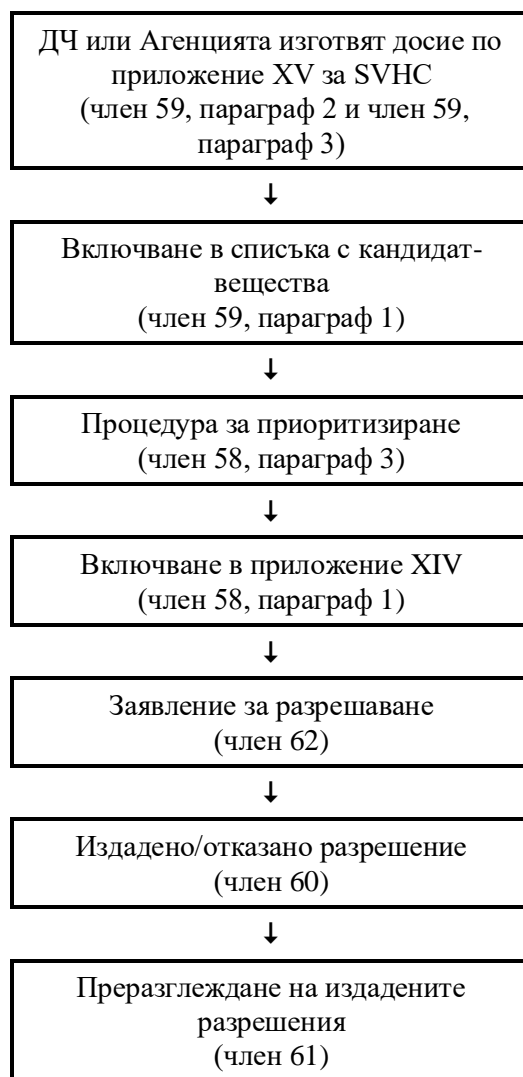 ДЧ или Агенцията изготвят досие по
приложение XV за SVHC
(член 59, параграф 2 и член 59,
параграф 3)
↓
Включване в списъка с кандидат-
вещества
(член 59, параграф 1)
↓
Процедура за приоритизиране
(член 58, параграф 3)
↓
Включване в приложение XIV
(член 58, параграф 1)
↓
Заявление за разрешаване
(член 62)
↓
Издадено/отказано разрешение
(член 60)
↓
Преразглеждане на издадените
разрешения
(член 61)